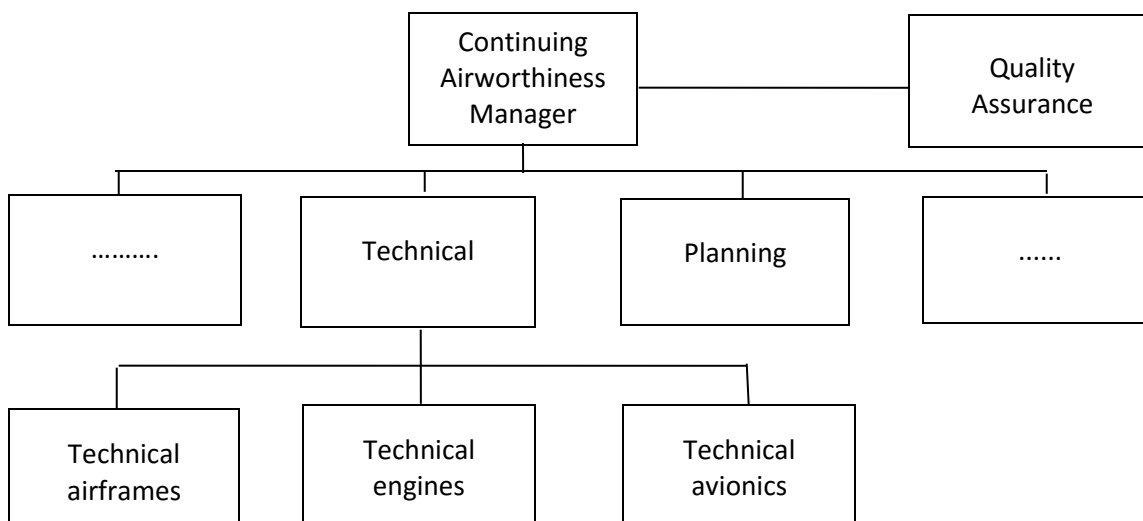 Continuing
Airworthiness
Manager
Quality
Assurance
……….
Technical
Planning
......
Technical
airframes
Technical
engines
Technical
avionics